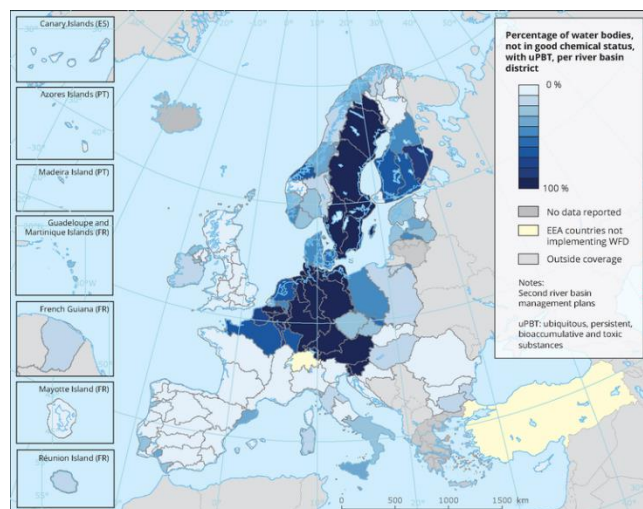 Canary Islands (ES)
Azores Islands (PT)
Madeira Island (PT)
Guadeloupe and
Martinique Islands (FR)
French Guiana (FR)
Mayotte Island (FR)
Réunion Island (FR)
Percentage of water bodies,
not in good chemical status,
with uPBT, per river basin
district
0 %
100 %
No data reported
EEA countries not
implementing WFD
Outside coverage
Notes:
Second river basin
management plans
uPBT: ubiquitous, persistent,
bioaccumulative and toxic
substances
0 500 1000 1500 km